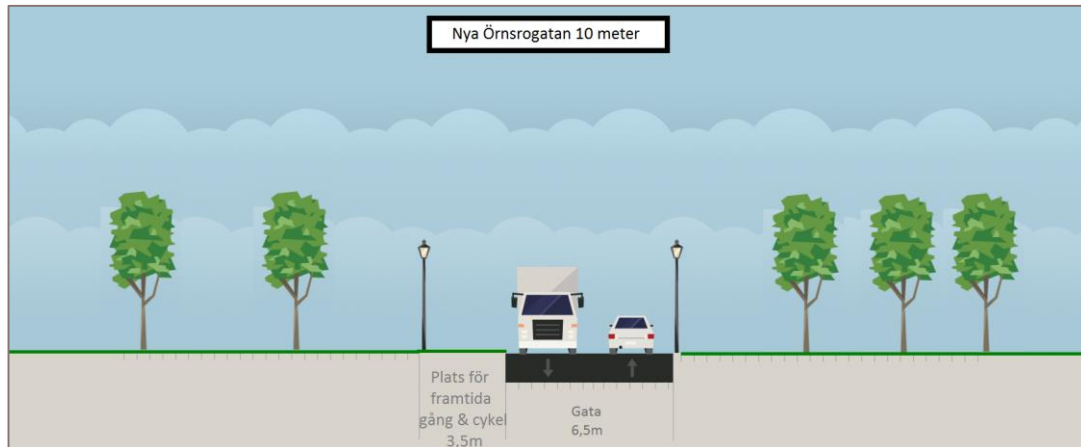 Nya Örnsrogatan 10 meter
Plats för
framtida
gång & cykel
3,5m
Gata
6,5m